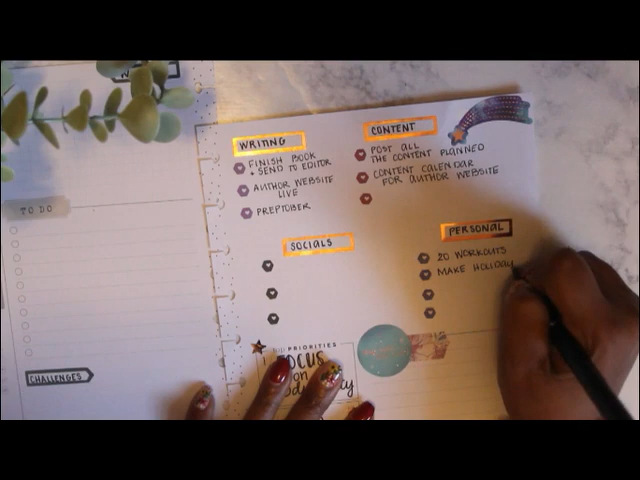 TO DO
CHALLENGES
WRITING
FINISH BOOK
+ SEND TO EDITOR
AUTHOR WEBSITE
LIVE
PREPTOBER
CONTENT
POST ALL
THE CONTENT PLANNED
CONTENT CALENDAR
FOR AUTHOR WEBSITE
SOCIALS
PERSONAL
20 WORKOUTS
MAKE HOLIDAY
PRIORITIES
FOCUS
on